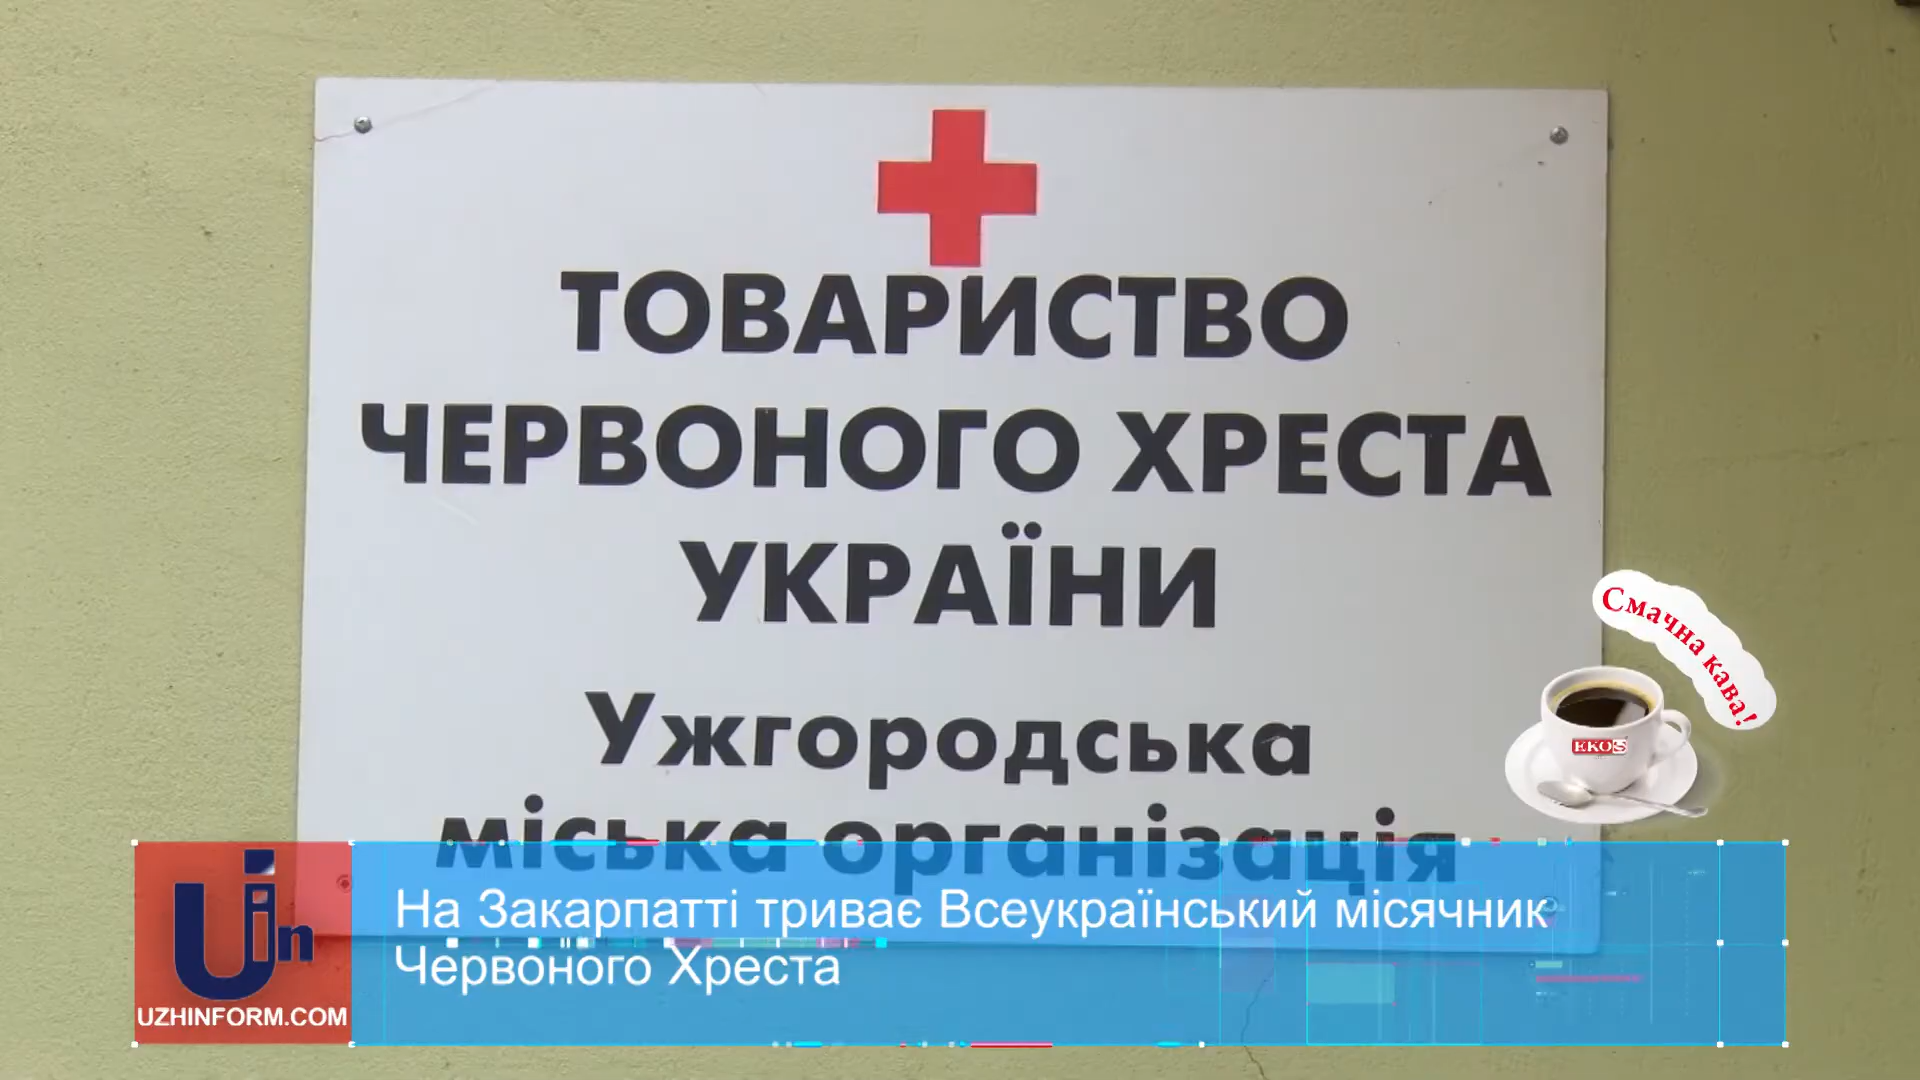 ТОВАРИСТВО
ЧЕРВОНОГО ХРЕСТА
УКРАЇНИ
Ужгородська
міська організація
Смачна кава!
EKOS
На Закарпатті триває Всеукраїнський місячник
Червоного Хреста
Uin
UZHINFORM.COM